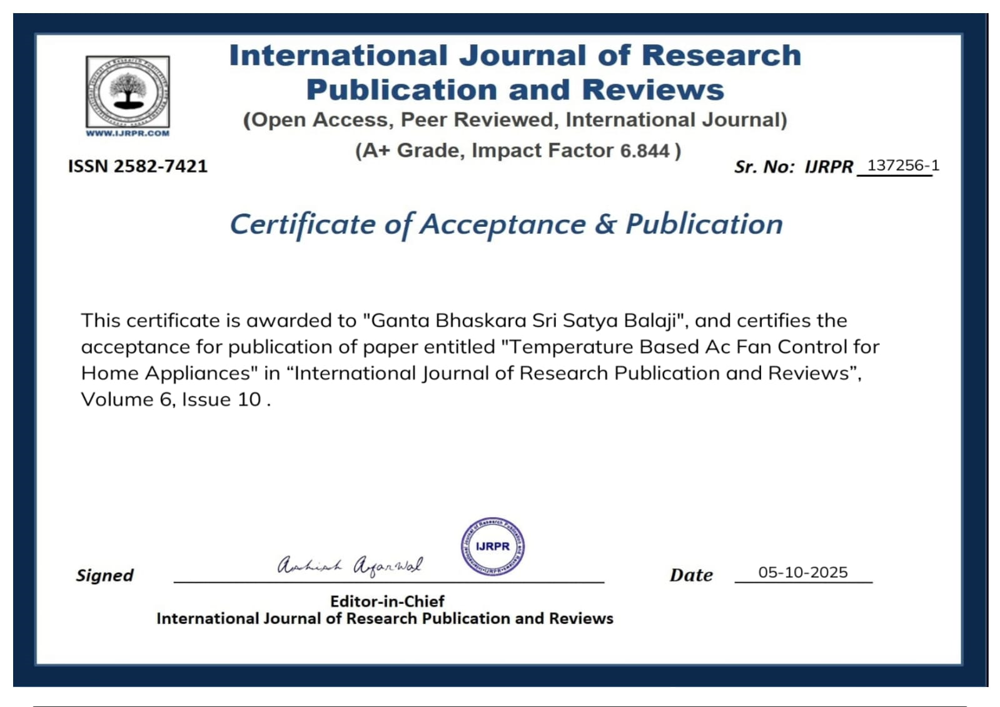 International Journal of Research
Publication and Reviews
(Open Access, Peer Reviewed, International Journal)
(A+ Grade, Impact Factor 6.844 )
WWW.IJRPR.COM
ISSN 2582-7421
Sr. No: IJRPR 137256-1
Certificate of Acceptance & Publication
This certificate is awarded to "Ganta Bhaskara Sri Satya Balaji", and certifies the
acceptance for publication of paper entitled "Temperature Based Ac Fan Control for
Home Appliances" in “International Journal of Research Publication and Reviews”,
Volume 6, Issue 10 .
Ashish Agarwal
IJRPR
Signed
Date 05-10-2025
Editor-in-Chief
International Journal of Research Publication and Reviews